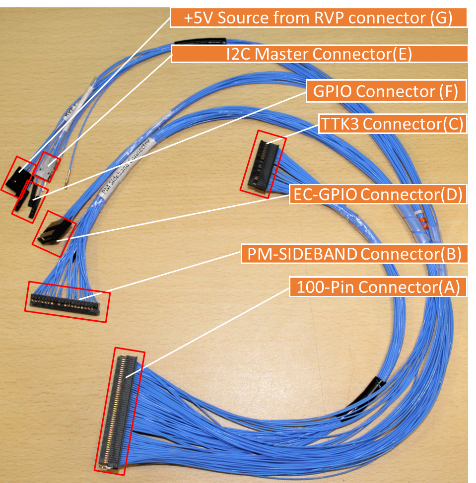 +5V Source from RVP connector (G)
I2C Master Connector(E)
GPIO Connector (F)
TTK3 Connector(C)
EC-GPIO Connector(D)
PM-SIDEBAND Connector(B)
100-Pin Connector(A)